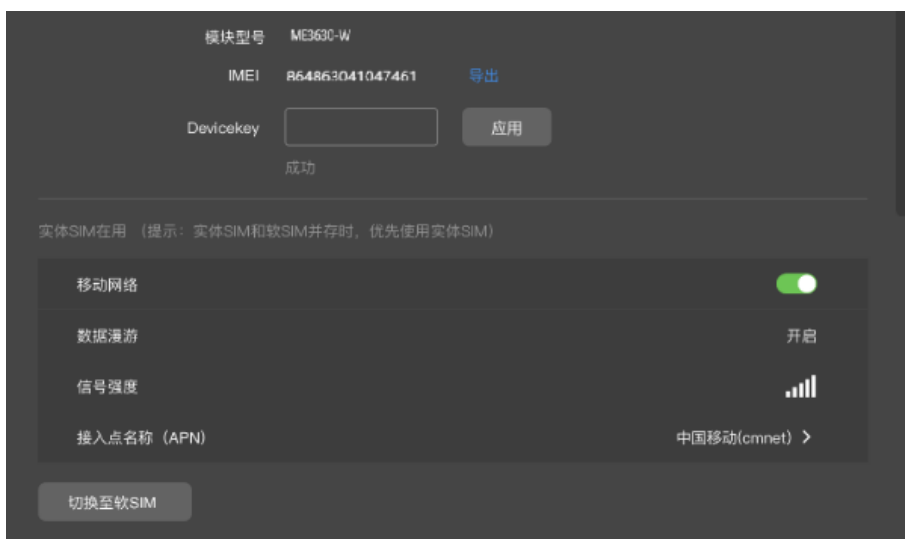 模块型号 ME3630-W
IMEI 864863041047461 导出
Devicekey 应用
成功
实体SIM在用 （提示：实体SIM和软SIM并存时，优先使用实体SIM）
移动网络
数据漫游 开启
信号强度
接入点名称（APN） 中国移动(cmnet) >
切换至软SIM